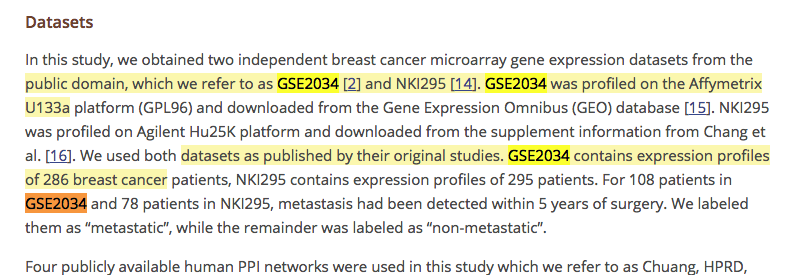 Datasets
In this study, we obtained two independent breast cancer microarray gene expression datasets from the
public domain, which we refer to as GSE2034 [2] and NKI295 [14]. GSE2034 was profiled on the Affymetrix
U133a platform (GPL96) and downloaded from the Gene Expression Omnibus (GEO) database [15]. NKI295
was profiled on Agilent Hu25K platform and downloaded from the supplement information from Chang et
al. [16]. We used both datasets as published by their original studies. GSE2034 contains expression profiles
of 286 breast cancer patients, NKI295 contains expression profiles of 295 patients. For 108 patients in
GSE2034 and 78 patients in NKI295, metastasis had been detected within 5 years of surgery. We labeled
them as “metastatic”, while the remainder was labeled as “non-metastatic”.
Four publicly available human PPI networks were used in this study which we refer to as Chuang, HPRD,